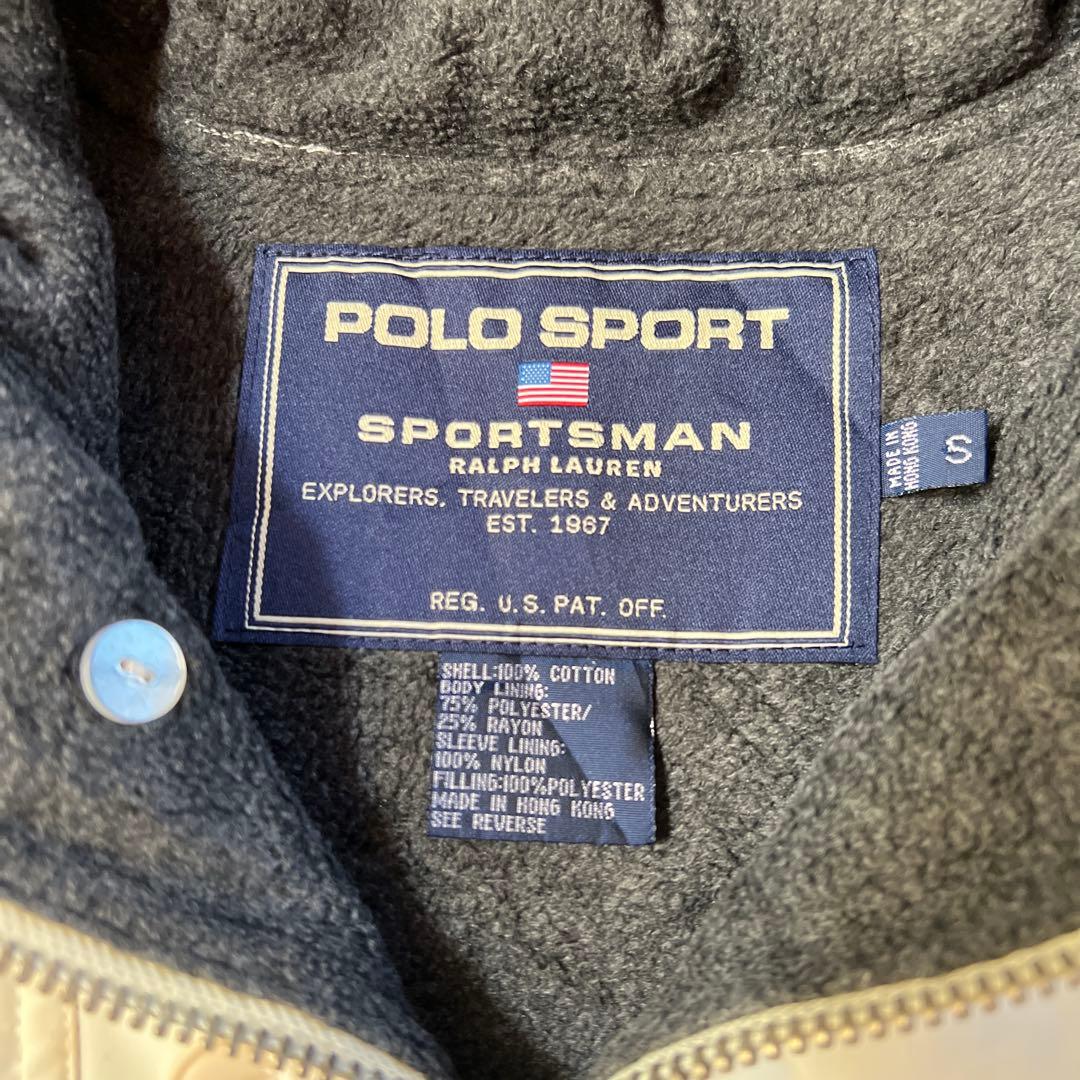 POLO SPORT
SPORTSMAN
RALPH LAUREN
EXPLORERS, TRAVELERS & ADVENTURERS
EST. 1967
REG. U.S. PAT. OFF.
MADE IN
HONG KONG
S
SHELL:100% COTTON
BODY LINING:
75% POLYESTER/
25% RAYON
SLEEVE LINING:
100% NYLON
FILLING:100%POLYESTER
MADE IN HONG KONG
SEE REVERSE